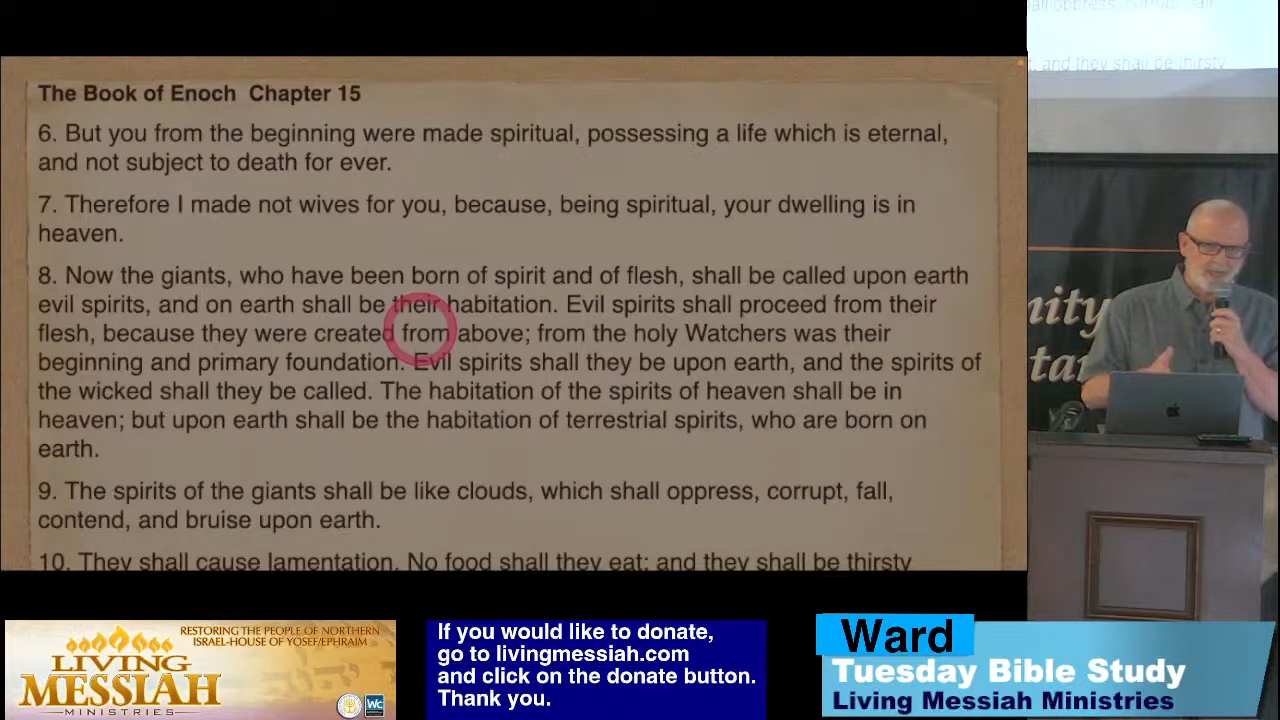 all oppress, corrupt, fall,
and they shall be thirsty
The Book of Enoch  Chapter 15
6. But you from the beginning were made spiritual, possessing a life which is eternal,
and not subject to death for ever.
7. Therefore I made not wives for you, because, being spiritual, your dwelling is in
heaven.
8. Now the giants, who have been born of spirit and of flesh, shall be called upon earth
evil spirits, and on earth shall be their habitation. Evil spirits shall proceed from their
flesh, because they were created from above; from the holy Watchers was their
beginning and primary foundation. Evil spirits shall they be upon earth, and the spirits of
the wicked shall they be called. The habitation of the spirits of heaven shall be in
heaven; but upon earth shall be the habitation of terrestrial spirits, who are born on
earth.
9. The spirits of the giants shall be like clouds, which shall oppress, corrupt, fall,
contend, and bruise upon earth.
10. They shall cause lamentation. No food shall they eat; and they shall be thirsty
RESTORING THE PEOPLE OF NORTHERN
ISRAEL-HOUSE OF YOSEF/EPHRAIM
LIVING
MESSIAH
MINISTRIES
Wc
If you would like to donate,
go to livingmessiah.com
and click on the donate button.
Thank you.
Ward
Tuesday Bible Study
Living Messiah Ministries